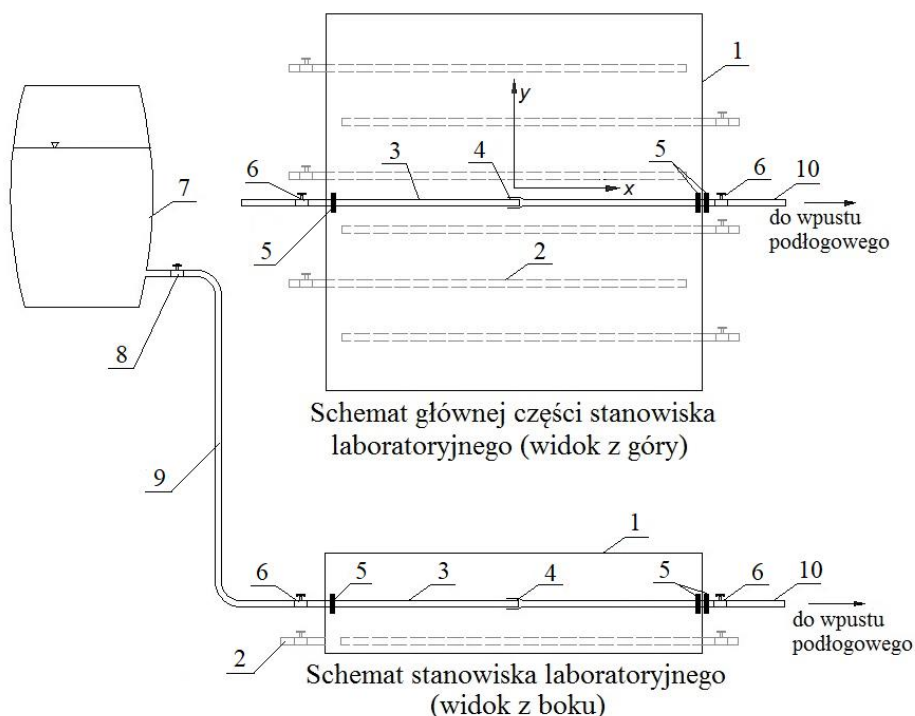 1
y
3
4
5
6
10
6
7
x
do wpustu
podłogowego
5
2
8
Schemat głównej części stanowiska
laboratoryjnego (widok z góry)
9
1
6
5
3
4
5
6
10
do wpustu
podłogowego
2
Schemat stanowiska laboratoryjnego
(widok z boku)